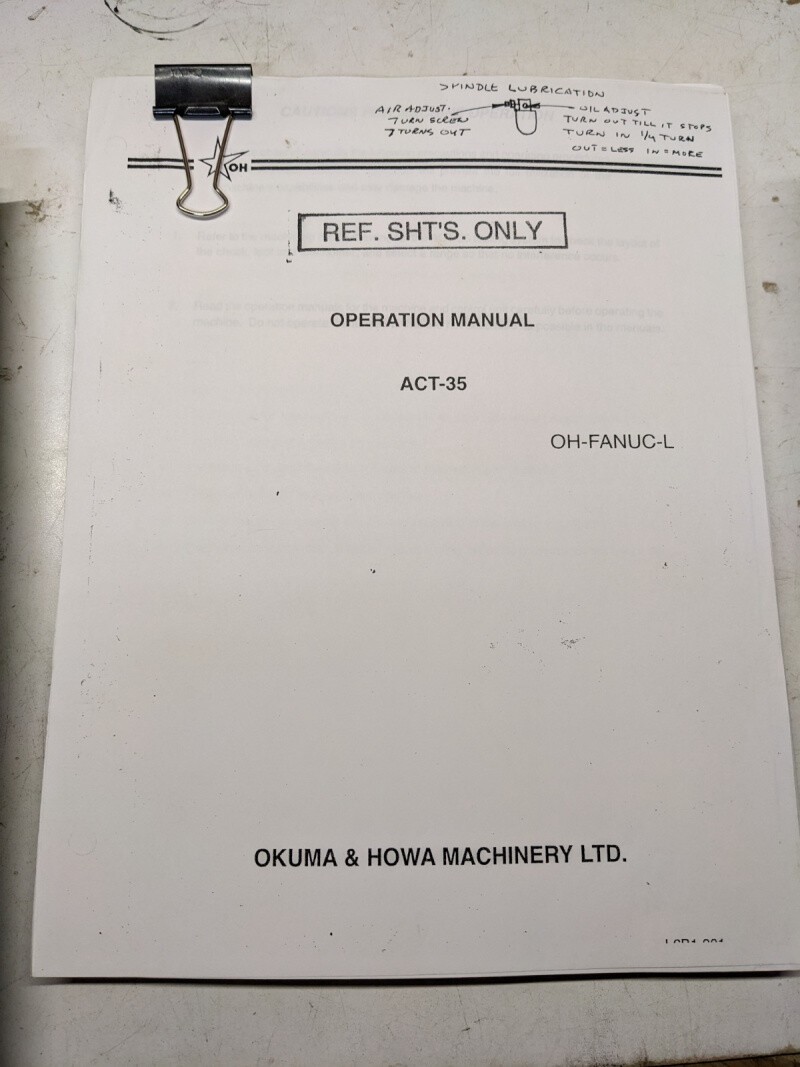 SPINDLE LUBRICATION
AIR ADJUST.
TURN SCREW
7 TURNS OUT
OIL ADJUST
TURN OUT TILL IT STOPS
TURN IN 1/4 TURN
OUT = LESS IN = MORE
OH
REF. SHT'S. ONLY
OPERATION MANUAL
ACT-35
OH-FANUC-L
OKUMA & HOWA MACHINERY LTD.